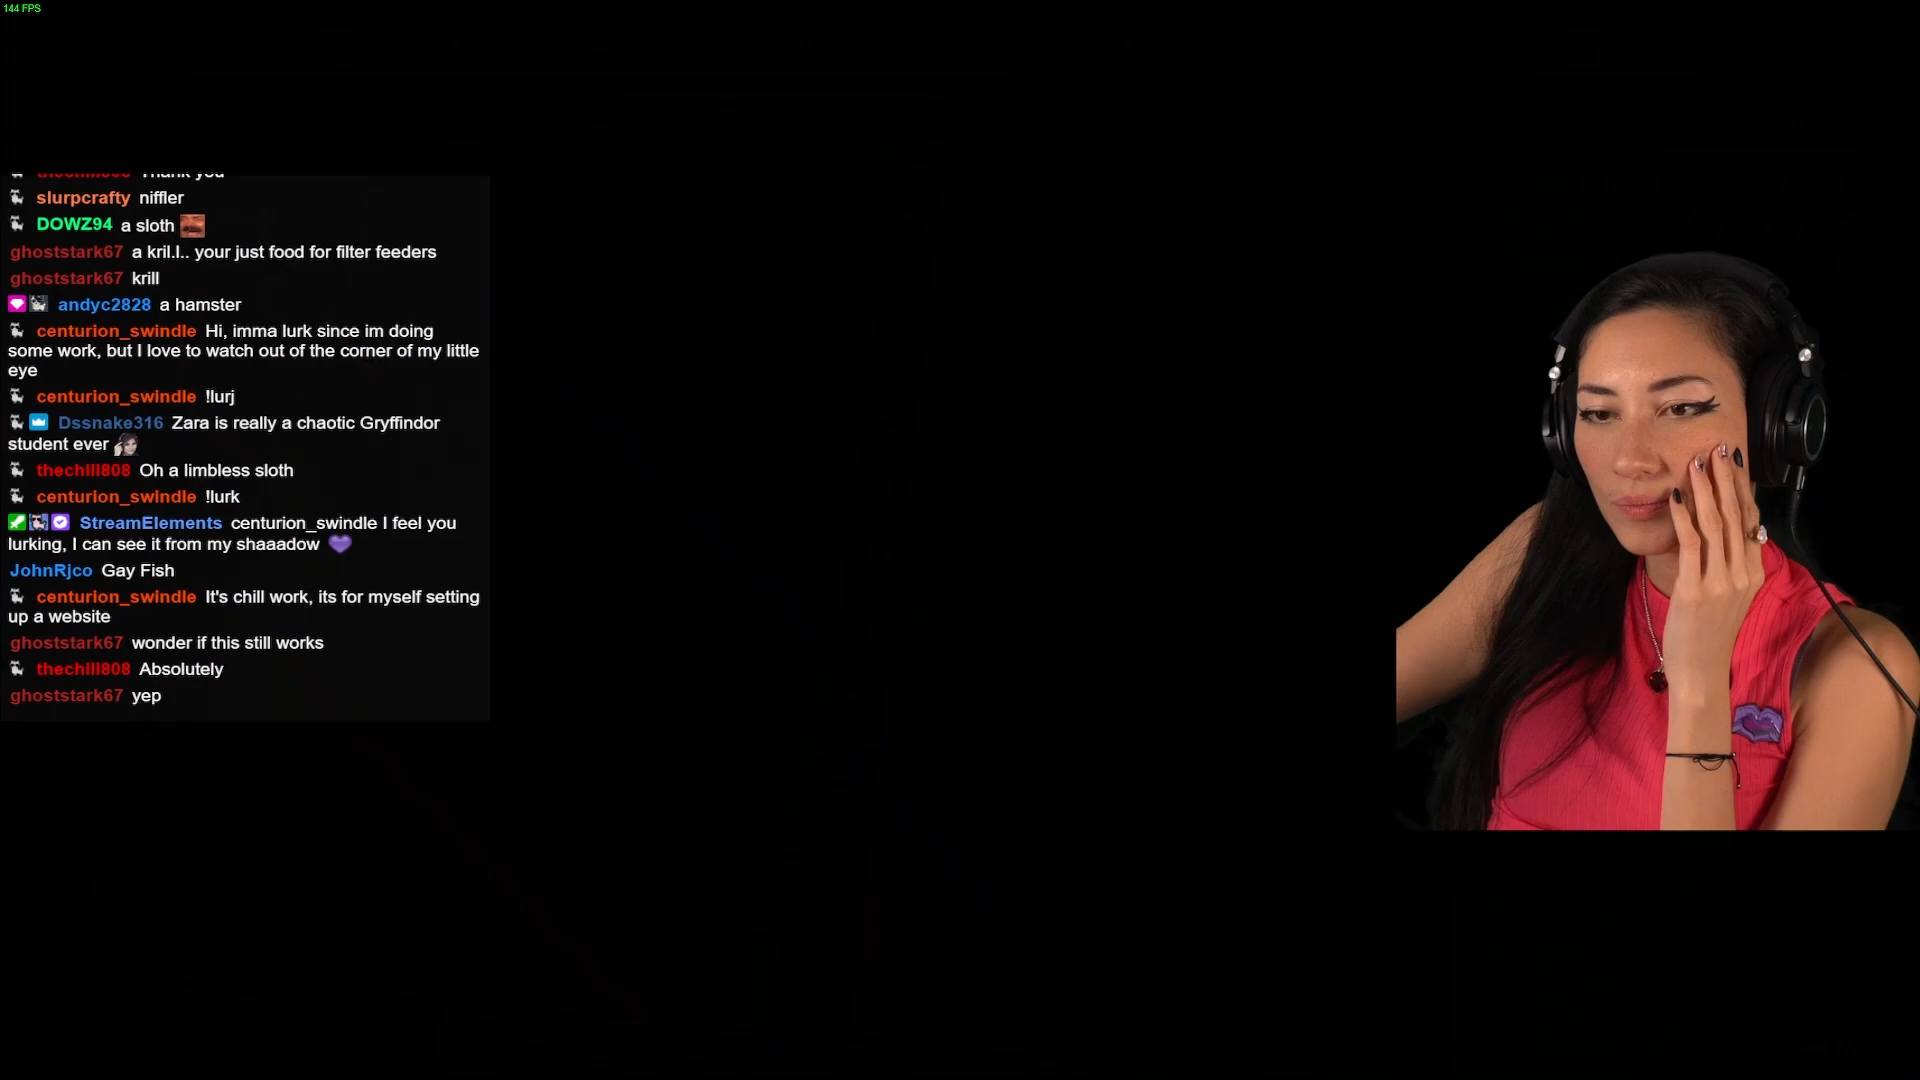 144 FPS
Thank you
slurpcrafty niffler
DOWZ94 a sloth
ghoststark67 a kril.l.. your just food for filter feeders
ghoststark67 krill
andyc2828 a hamster
centurion_swindle Hi, imma lurk since im doing
some work, but I love to watch out of the corner of my little
eye
centurion_swindle !lurj
Dssnake316 Zara is really a chaotic Gryffindor
student ever
thechill808 Oh a limbless sloth
centurion_swindle !lurk
StreamElements centurion_swindle I feel you
lurking, I can see it from my shaaadow
JohnRjco Gay Fish
centurion_swindle It's chill work, its for myself setting
up a website
ghoststark67 wonder if this still works
thechill808 Absolutely
ghoststark67 yep